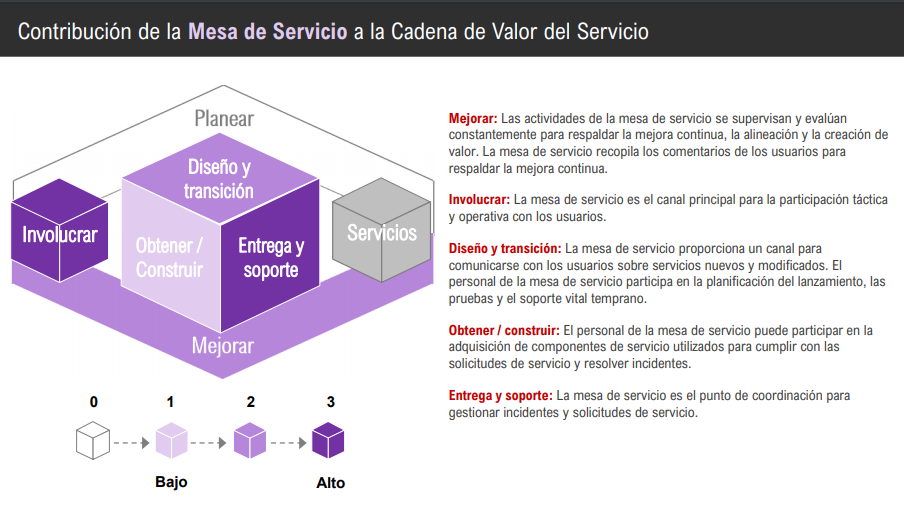 Contribución de la Mesa de Servicio a la Cadena de Valor del Servicio
Planear
Diseño y
transición
Involucrar
Obtener /
Construir
Entrega y
soporte
Servicios
Mejorar
0 1 2 3
Bajo Alto
Mejorar: Las actividades de la mesa de servicio se supervisan y evalúan
constantemente para respaldar la mejora continua, la alineación y la creación de
valor. La mesa de servicio recopila los comentarios de los usuarios para
respaldar la mejora continua.
Involucrar: La mesa de servicio es el canal principal para la participación táctica
y operativa con los usuarios.
Diseño y transición: La mesa de servicio proporciona un canal para
comunicarse con los usuarios sobre servicios nuevos y modificados. El
personal de la mesa de servicio participa en la planificación del lanzamiento, las
pruebas y el soporte vital temprano.
Obtener / construir: El personal de la mesa de servicio puede participar en la
adquisición de componentes de servicio utilizados para cumplir con las
solicitudes de servicio y resolver incidentes.
Entrega y soporte: La mesa de servicio es el punto de coordinación para
gestionar incidentes y solicitudes de servicio.